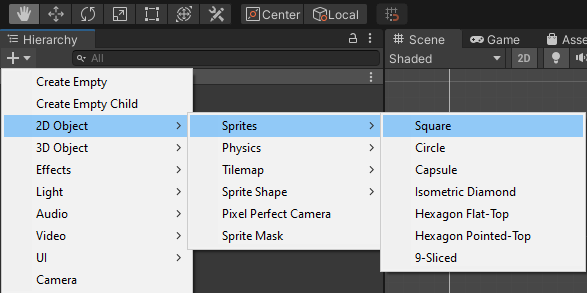 Center
Local
Hierarchy
Scene
Game
Asse
All
Shaded
2D
Create Empty
Create Empty Child
2D Object
3D Object
Effects
Light
Audio
Video
UI
Camera
Sprites
Physics
Tilemap
Sprite Shape
Pixel Perfect Camera
Sprite Mask
Square
Circle
Capsule
Isometric Diamond
Hexagon Flat-Top
Hexagon Pointed-Top
9-Sliced